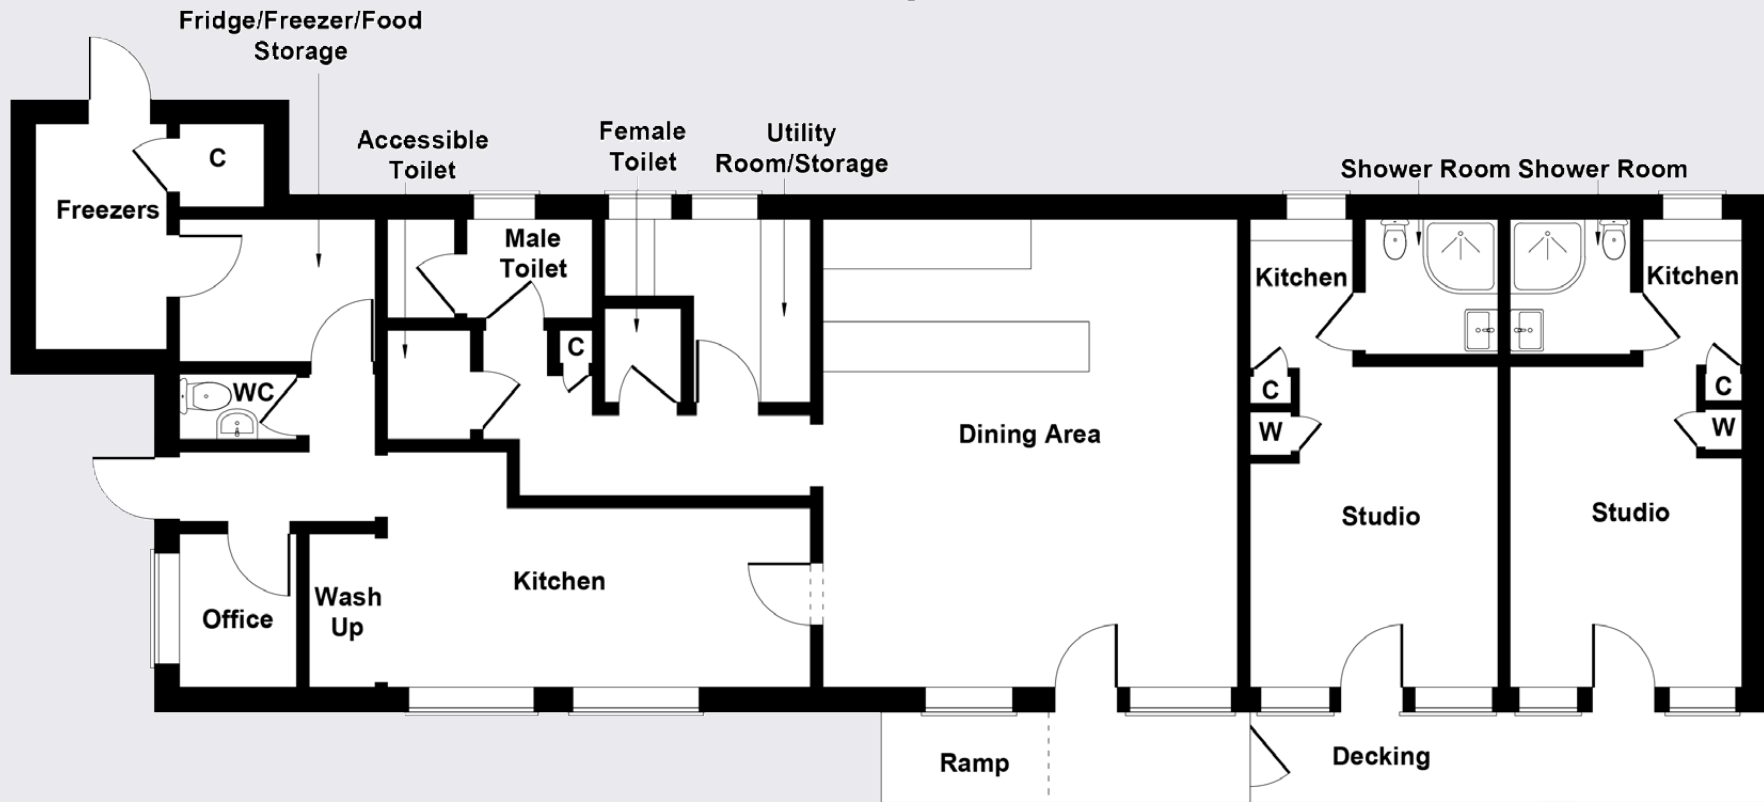 Fridge/Freezer/Food
Storage
Accessible
Toilet
Female
Toilet
Utility
Room/Storage
Shower Room Shower Room
C
Freezers
Male
Toilet
Kitchen
Kitchen
C
WC
C
C
W
W
Dining Area
Studio
Studio
Kitchen
Wash
Up
Office
Ramp
Decking